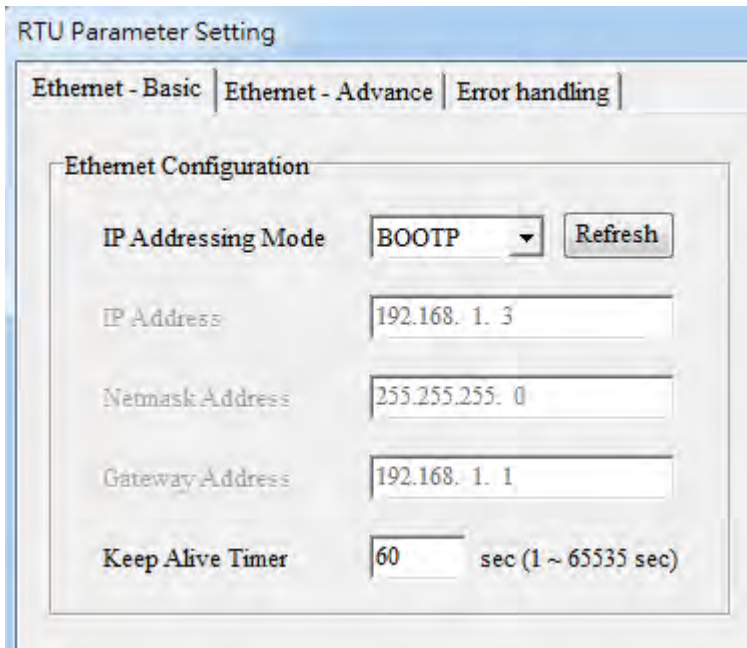 RTU Parameter Setting
Ethernet - Basic Ethernet - Advance Error handling
Ethernet Configuration
IP Addressing Mode BOOTP Refresh
IP Address 192.168. 1. 3
Netmask Address 255.255.255. 0
Gateway Address 192.168. 1. 1
Keep Alive Timer 60 sec (1 ~ 65535 sec)